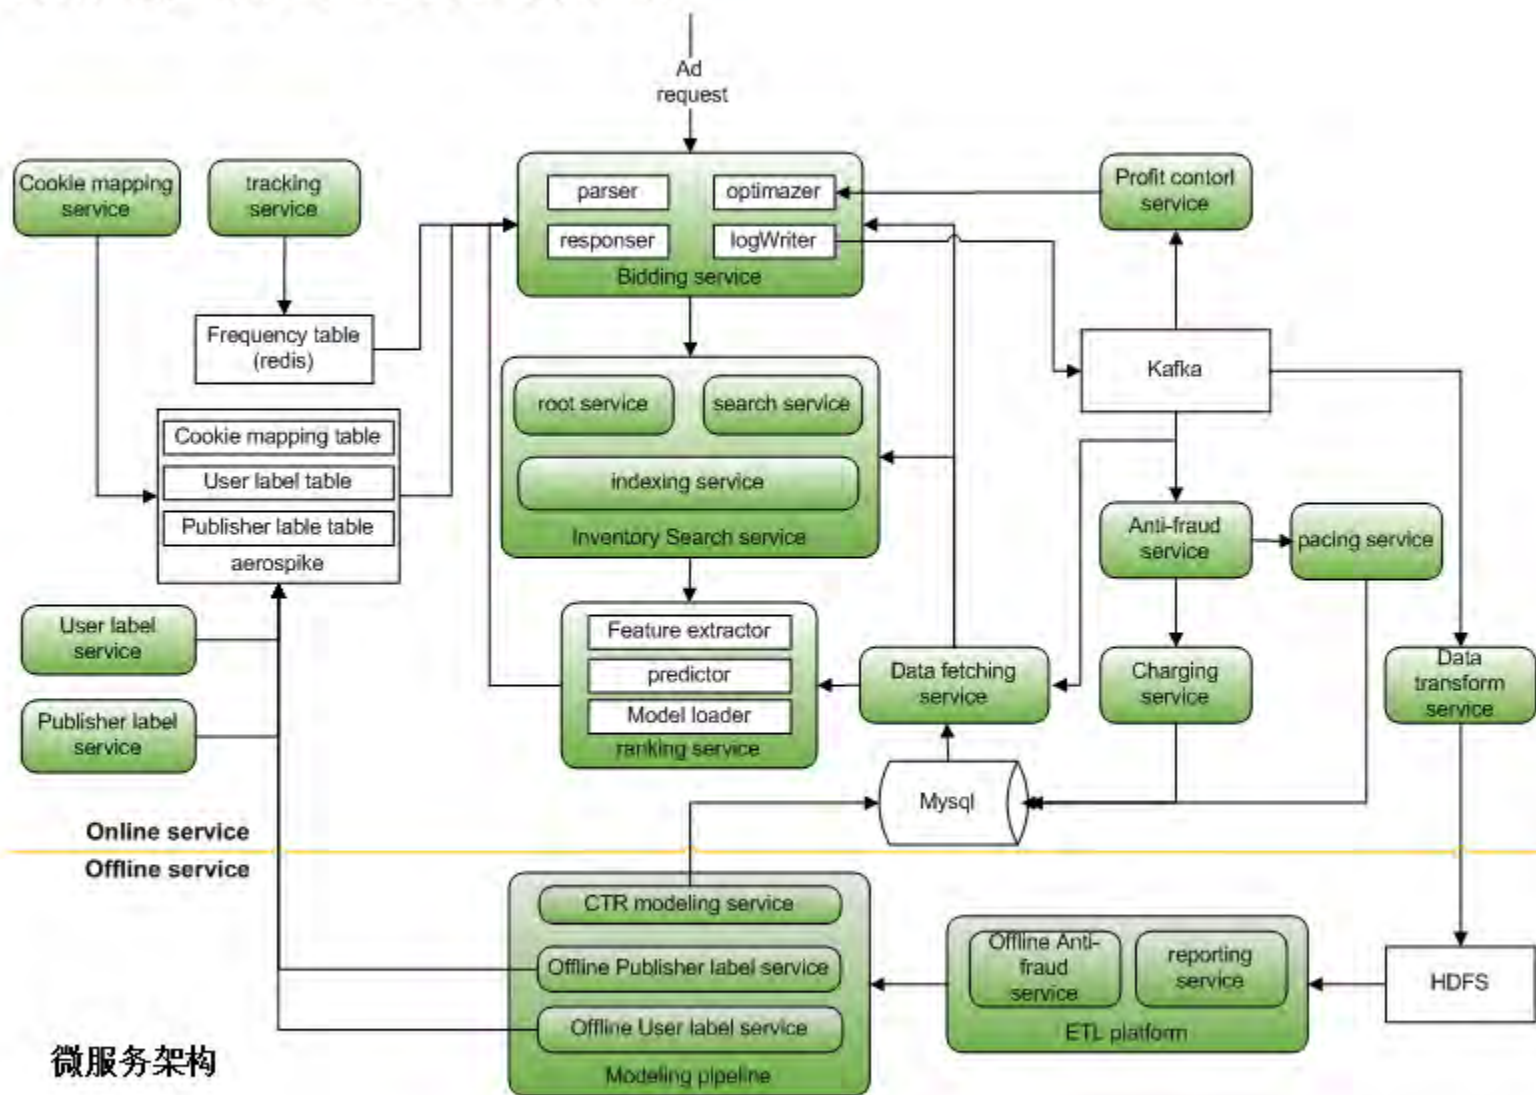 Ad
request
Cookie mapping
service
tracking
service
parser
optimazer
responser
logWriter
Bidding service
Profit contorl
service
Frequency table
(redis)
Kafka
root service
search service
indexing service
Inventory Search service
Cookie mapping table
User label table
Publisher lable table
aerospike
Anti-fraud
service
pacing service
User label
service
Publisher label
service
Feature extractor
predictor
Model loader
ranking service
Data fetching
service
Charging
service
Data
transform
service
Mysql
Online service
Offline service
CTR modeling service
Offline Publisher label service
Offline User label service
Modeling pipeline
Offline Anti-
fraud
service
reporting
service
ETL platform
HDFS
微服务架构